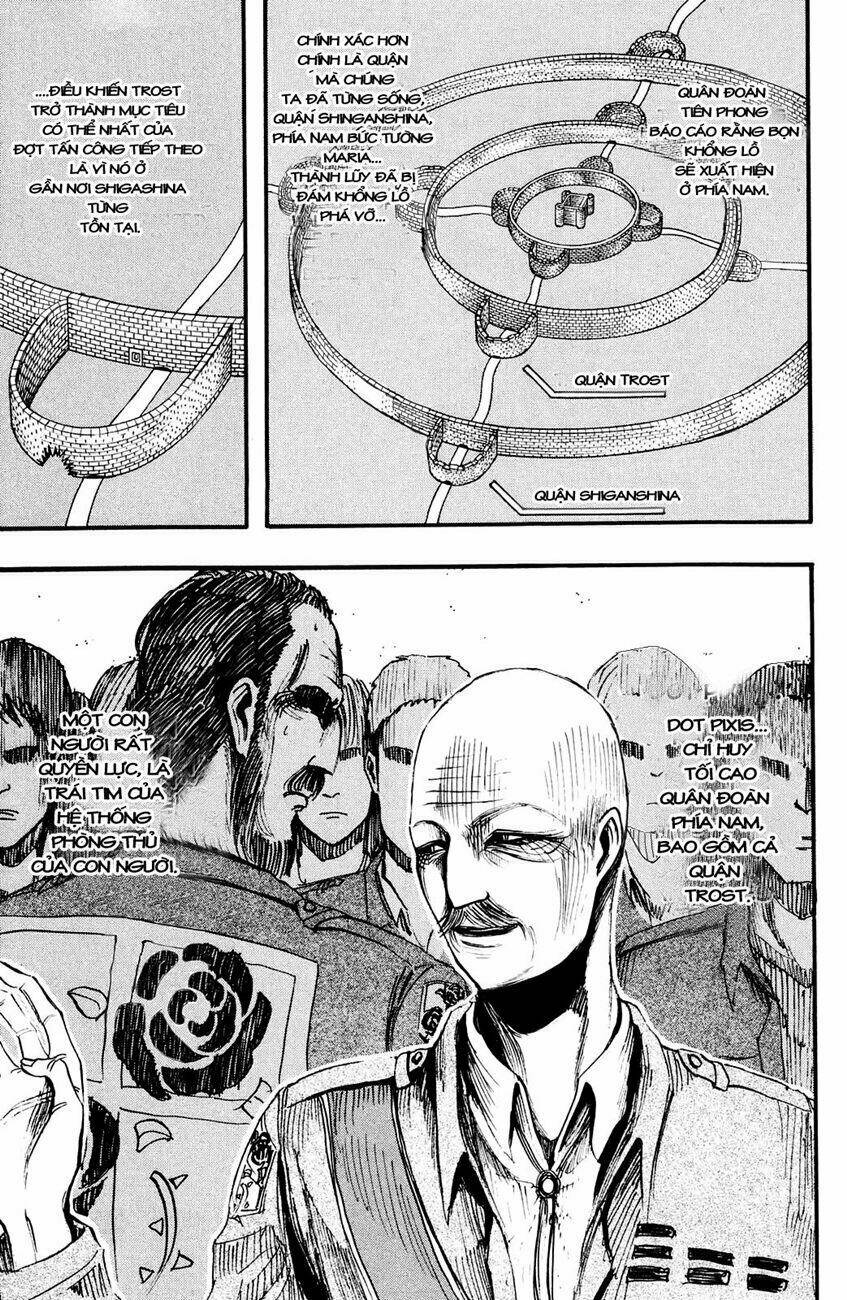 QUÂN ĐOÀN
TIÊN PHONG
BÁO CÁO RẰNG BỌN
KHỔNG LỒ
SẼ XUẤT HIỆN
Ở PHÍA NAM.
CHÍNH XÁC HƠN
CHÍNH LÀ QUẬN
MÀ CHÚNG
TA ĐÃ TỪNG SỐNG,
QUẬN SHINGANSHINA,
PHÍA NAM BỨC TƯỜNG
MARIA...
THÀNH LŨY ĐÃ BỊ
ĐÁM KHỔNG LỒ
PHÁ VỠ...
QUẬN TROST
QUẬN SHIGANSHINA
....ĐIỀU KHIẾN TROST
TRỞ THÀNH MỤC TIÊU
CÓ THỂ NHẤT CỦA
ĐỢT TẤN CÔNG TIẾP THEO
LÀ VÌ NÓ Ở
GẦN NƠI SHIGASHINA
TỪNG
TỒN TẠI.
DOT PIXIS...
CHỈ HUY
TỐI CAO
QUÂN ĐOÀN
PHÍA NAM,
BAO GỒM CẢ
QUÂN
TROST.
MỘT CON
NGƯỜI RẤT
QUYỀN LỰC, LÀ
TRÁI TIM CỦA
HỆ THỐNG
PHÒNG THỦ
CỦA CON NGƯỜI.